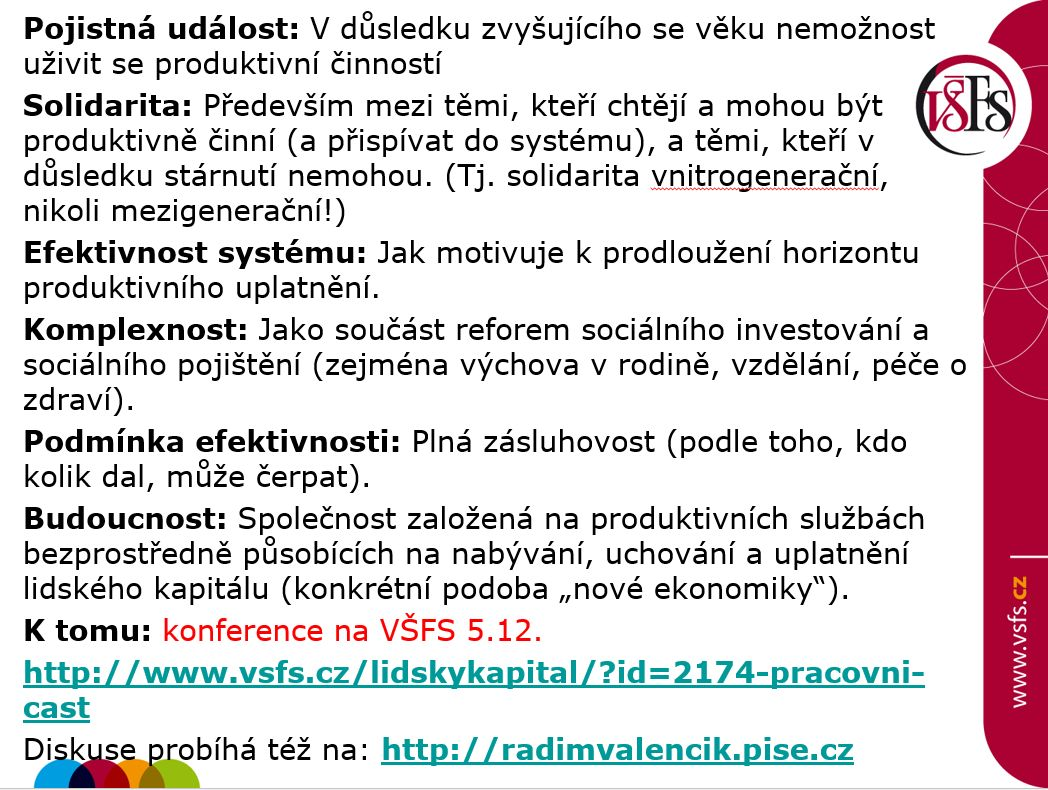 Pojistná událost: V důsledku zvyšujícího se věku nemožnost
uživit se produktivní činností
Solidarita: Především mezi těmi, kteří chtějí a mohou být
produktivně činní (a přispívat do systému), a těmi, kteří v
důsledku stárnutí nemohou. (Tj. solidarita vnitrogenerační,
nikoli mezigenerační!)
Efektivnost systému: Jak motivuje k prodloužení horizontu
produktivního uplatnění.
Komplexnost: Jako součást reforem sociálního investování a
sociálního pojištění (zejména výchova v rodině, vzdělání, péče o
zdraví).
Podmínka efektivnosti: Plná zásluhovost (podle toho, kdo
kolik dal, může čerpat).
Budoucnost: Společnost založená na produktivních službách
bezprostředně působících na nabývání, uchování a uplatnění
lidského kapitálu (konkrétní podoba „nové ekonomiky“).
K tomu: konference na VŠFS 5.12.
http://www.vsfs.cz/lidskykapital/?id=2174-pracovni-
cast
Diskuse probíhá též na: http://radimvalencik.pise.cz
VŠFS
www.vsfs.cz